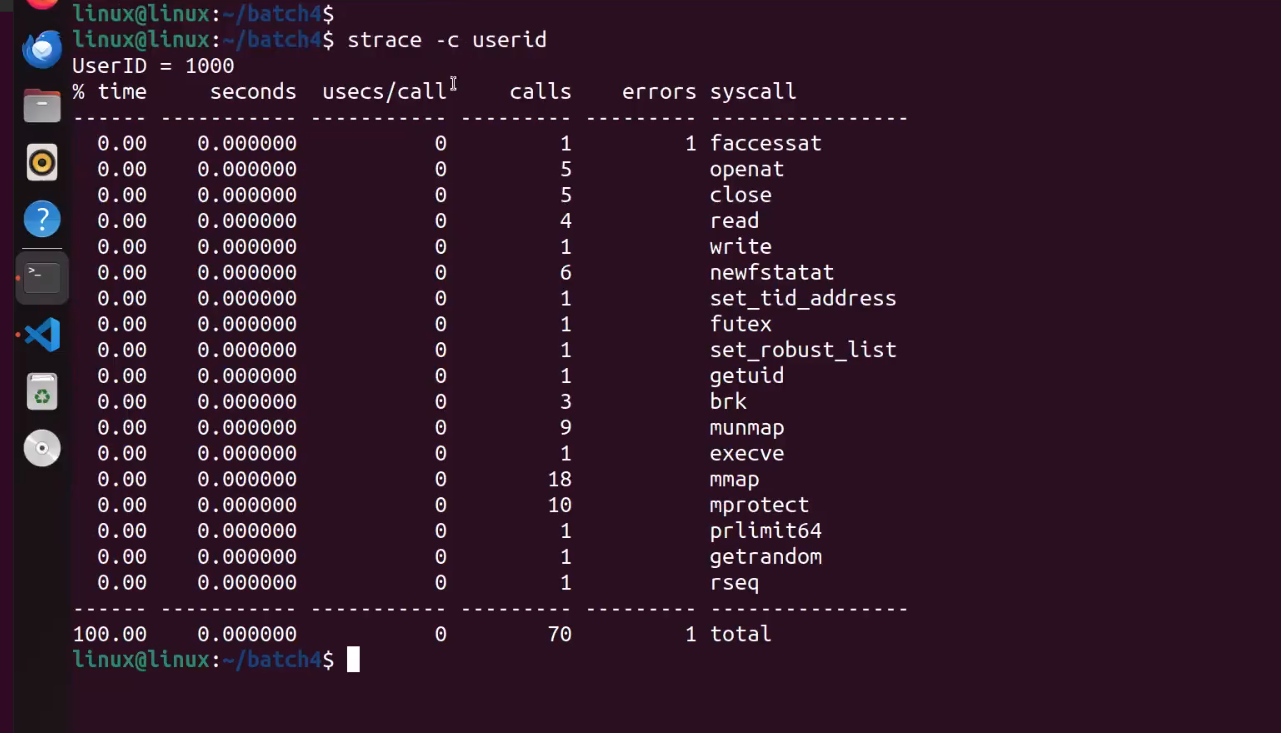 linux@linux:~/batch4$
linux@linux:~/batch4$ strace -c userid
UserID = 1000
% time     seconds  usecs/call     calls    errors syscall
------ ----------- ----------- --------- --------- ----------------
  0.00    0.000000           0         1         1 faccessat
  0.00    0.000000           0         5           openat
  0.00    0.000000           0         5           close
  0.00    0.000000           0         4           read
  0.00    0.000000           0         1           write
  0.00    0.000000           0         6           newfstatat
  0.00    0.000000           0         1           set_tid_address
  0.00    0.000000           0         1           futex
  0.00    0.000000           0         1           set_robust_list
  0.00    0.000000           0         1           getuid
  0.00    0.000000           0         3           brk
  0.00    0.000000           0         9           munmap
  0.00    0.000000           0         1           execve
  0.00    0.000000           0        18           mmap
  0.00    0.000000           0        10           mprotect
  0.00    0.000000           0         1           prlimit64
  0.00    0.000000           0         1           getrandom
  0.00    0.000000           0         1           rseq
------ ----------- ----------- --------- --------- ----------------
100.00    0.000000           0        70         1 total
linux@linux:~/batch4$